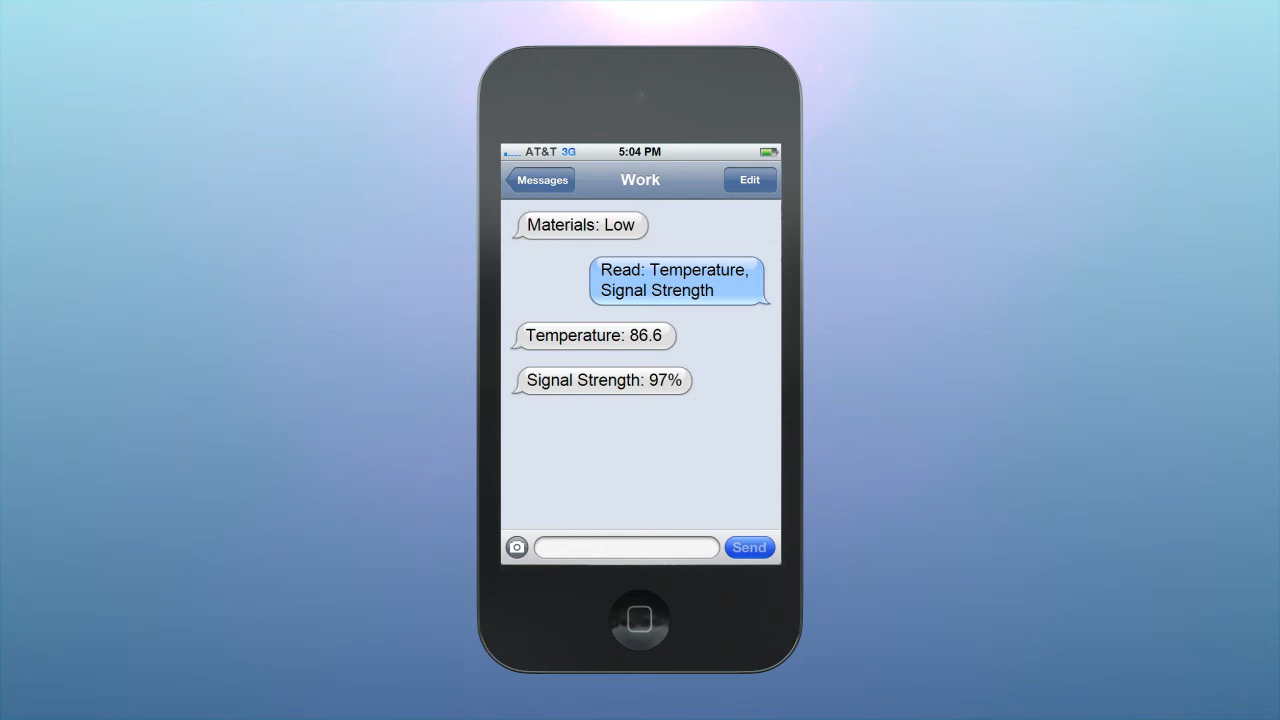 AT&T 3G 5:04 PM
Messages Work Edit
Materials: Low
Read: Temperature,
Signal Strength
Temperature: 86.6
Signal Strength: 97%
Send